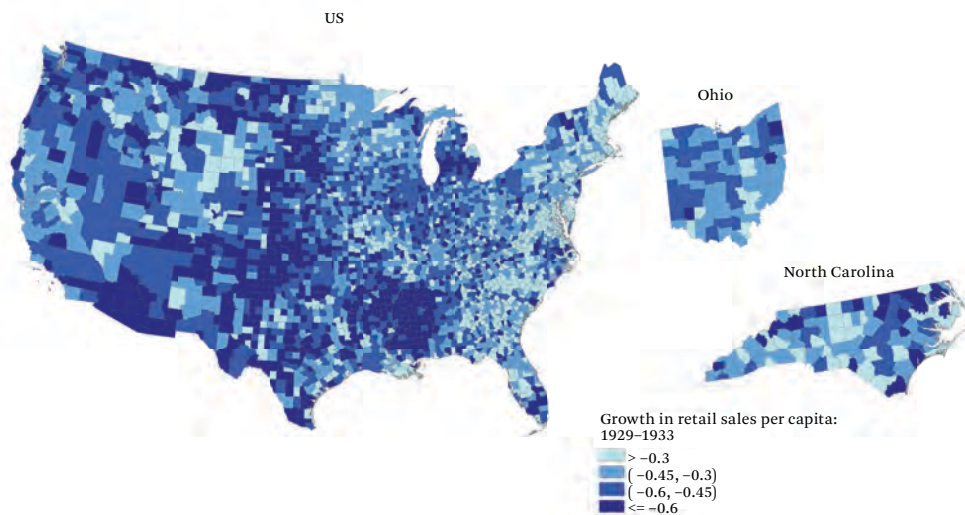 US
Ohio
North Carolina
Growth in retail sales per capita:
1929–1933
> −0.3
( −0.45, −0.3)
( −0.6, −0.45)
<= −0.6